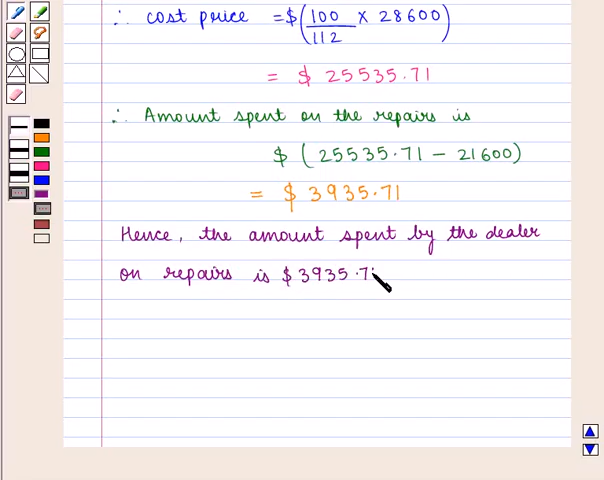 ∴ cost price = $ (100/112 × 28600)
= $ 25535.71
∴ Amount spent on the repairs is
$ (25535.71 − 21600)
= $ 3935.71
Hence, the amount spent by the dealer
on repairs is $ 3935.7